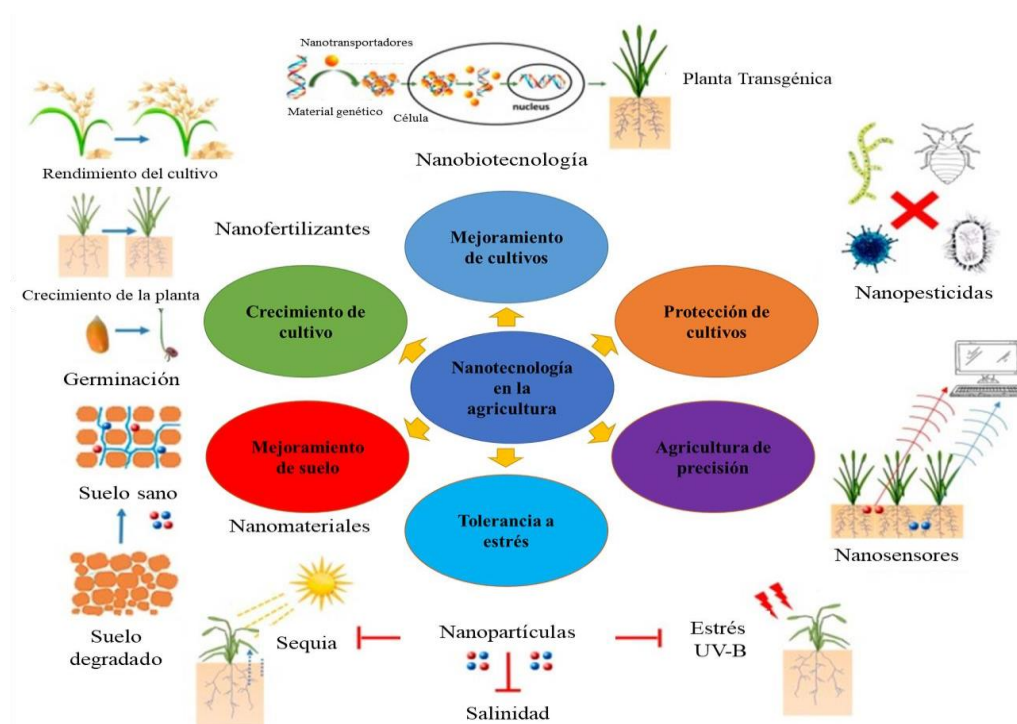 Nanotransportadores
Material genético
Célula
nucleus
Planta Transgénica
Nanobiotecnología
Rendimiento del cultivo
Nanofertilizantes
Mejoramiento
de cultivos
Crecimiento de la planta
Crecimiento de
cultivo
Protección de
cultivos
Nanopesticidas
Germinación
Nanotecnología
en la
agricultura
Mejoramiento
de suelo
Agricultura de
precisión
Suelo sano
Nanomateriales
Tolerancia a
estrés
Nanosensores
Suelo
degradado
Sequia
Nanopartículas
Estrés
UV-B
Salinidad